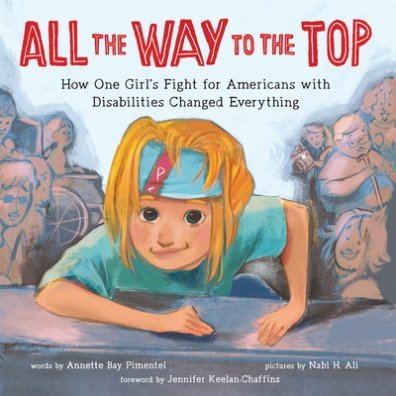 ALL THE WAY TO THE TOP
How One Girl's Fight for Americans with
Disabilities Changed Everything
P
words by Annette Bay Pimentel
pictures by Nabi H. Ali
foreword by Jennifer Keelan-Chaffins